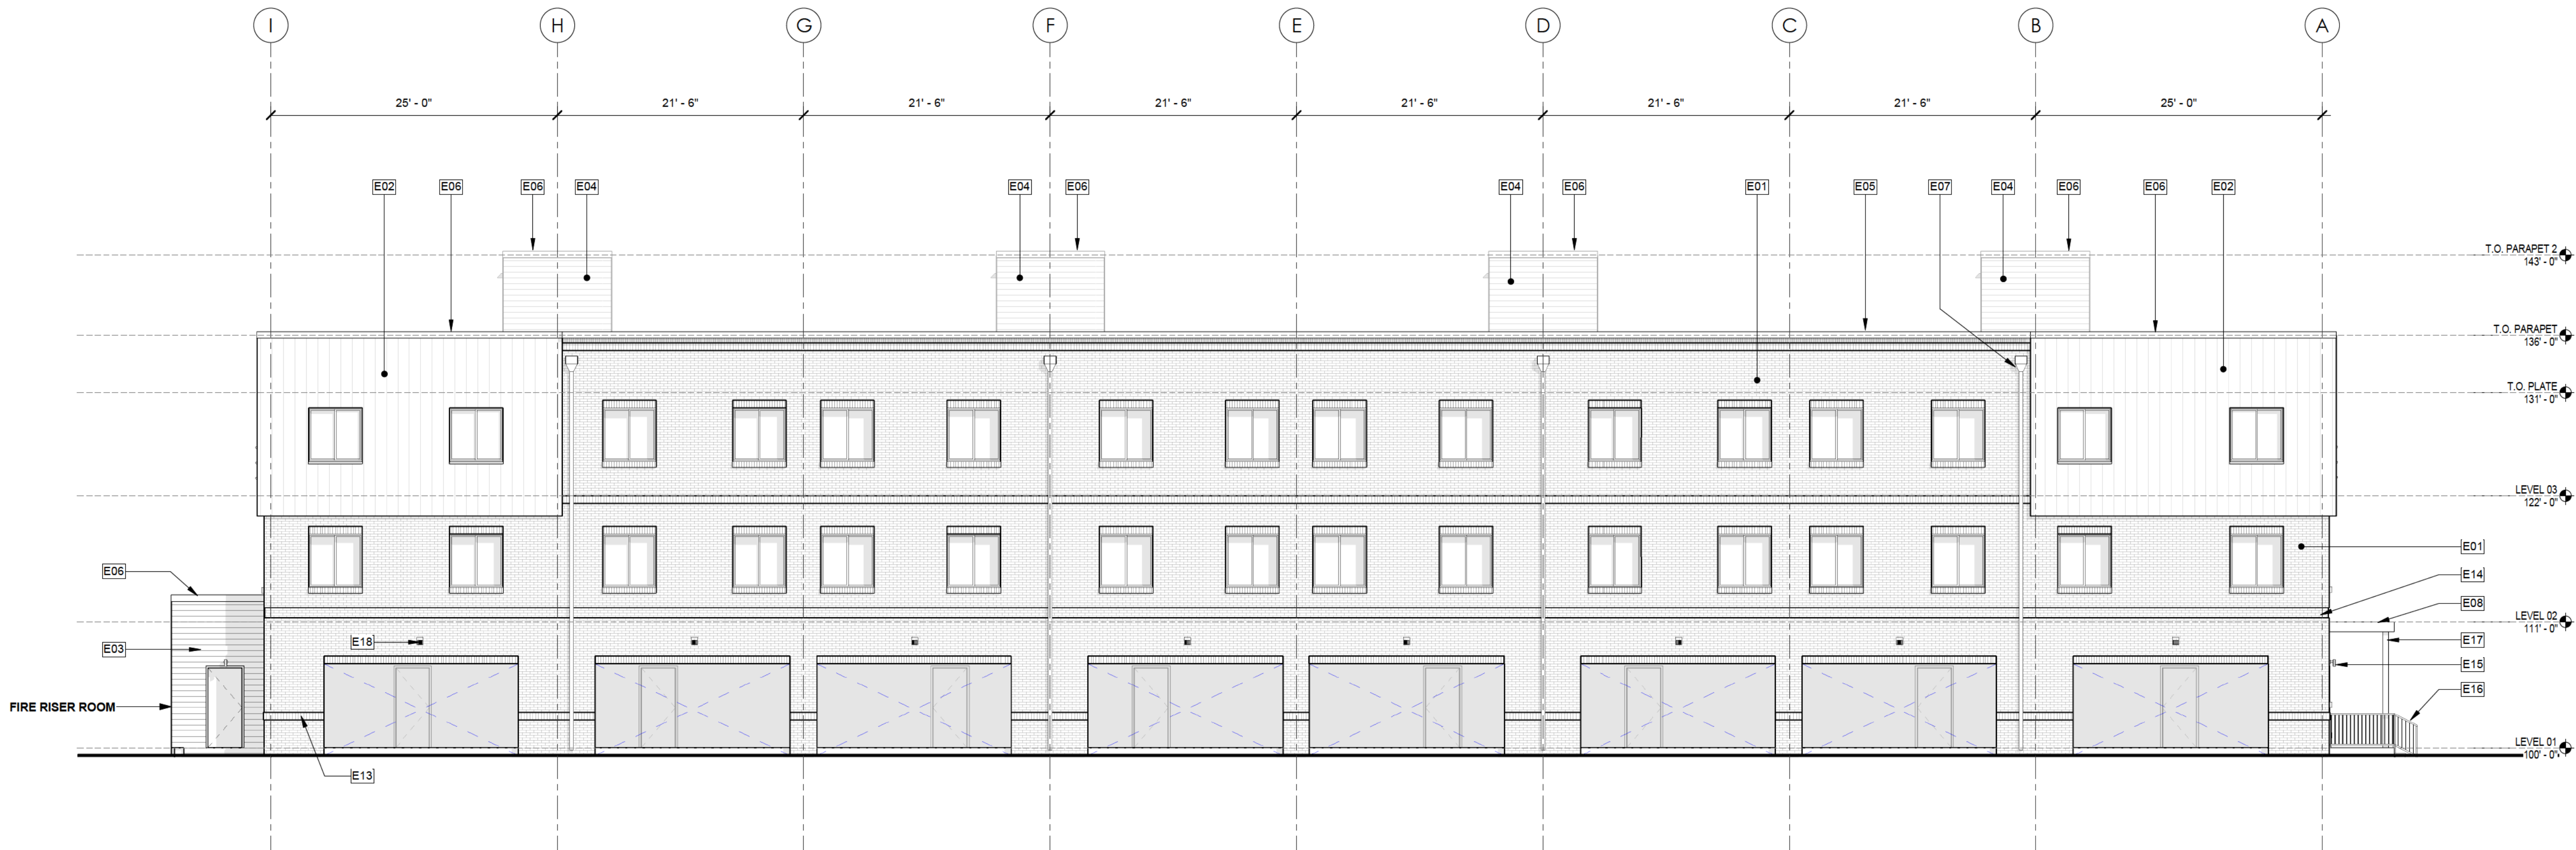 I
H
G
F
E
D
C
B
A
25' - 0"
21' - 6"
21' - 6"
21' - 6"
21' - 6"
21' - 6"
21' - 6"
25' - 0"
E02
E06
E06
E04
E04
E06
E04
E06
E01
E05
E07
E04
E06
E06
E02
T.O. PARAPET 2
143' - 0"
T.O. PARAPET
136' - 0"
T.O. PLATE
131' - 0"
LEVEL 03
122' - 0"
E01
E06
E14
E08
LEVEL 02
111' - 0"
E18
E17
E03
E15
E16
FIRE RISER ROOM
LEVEL 01
100' - 0"
E13